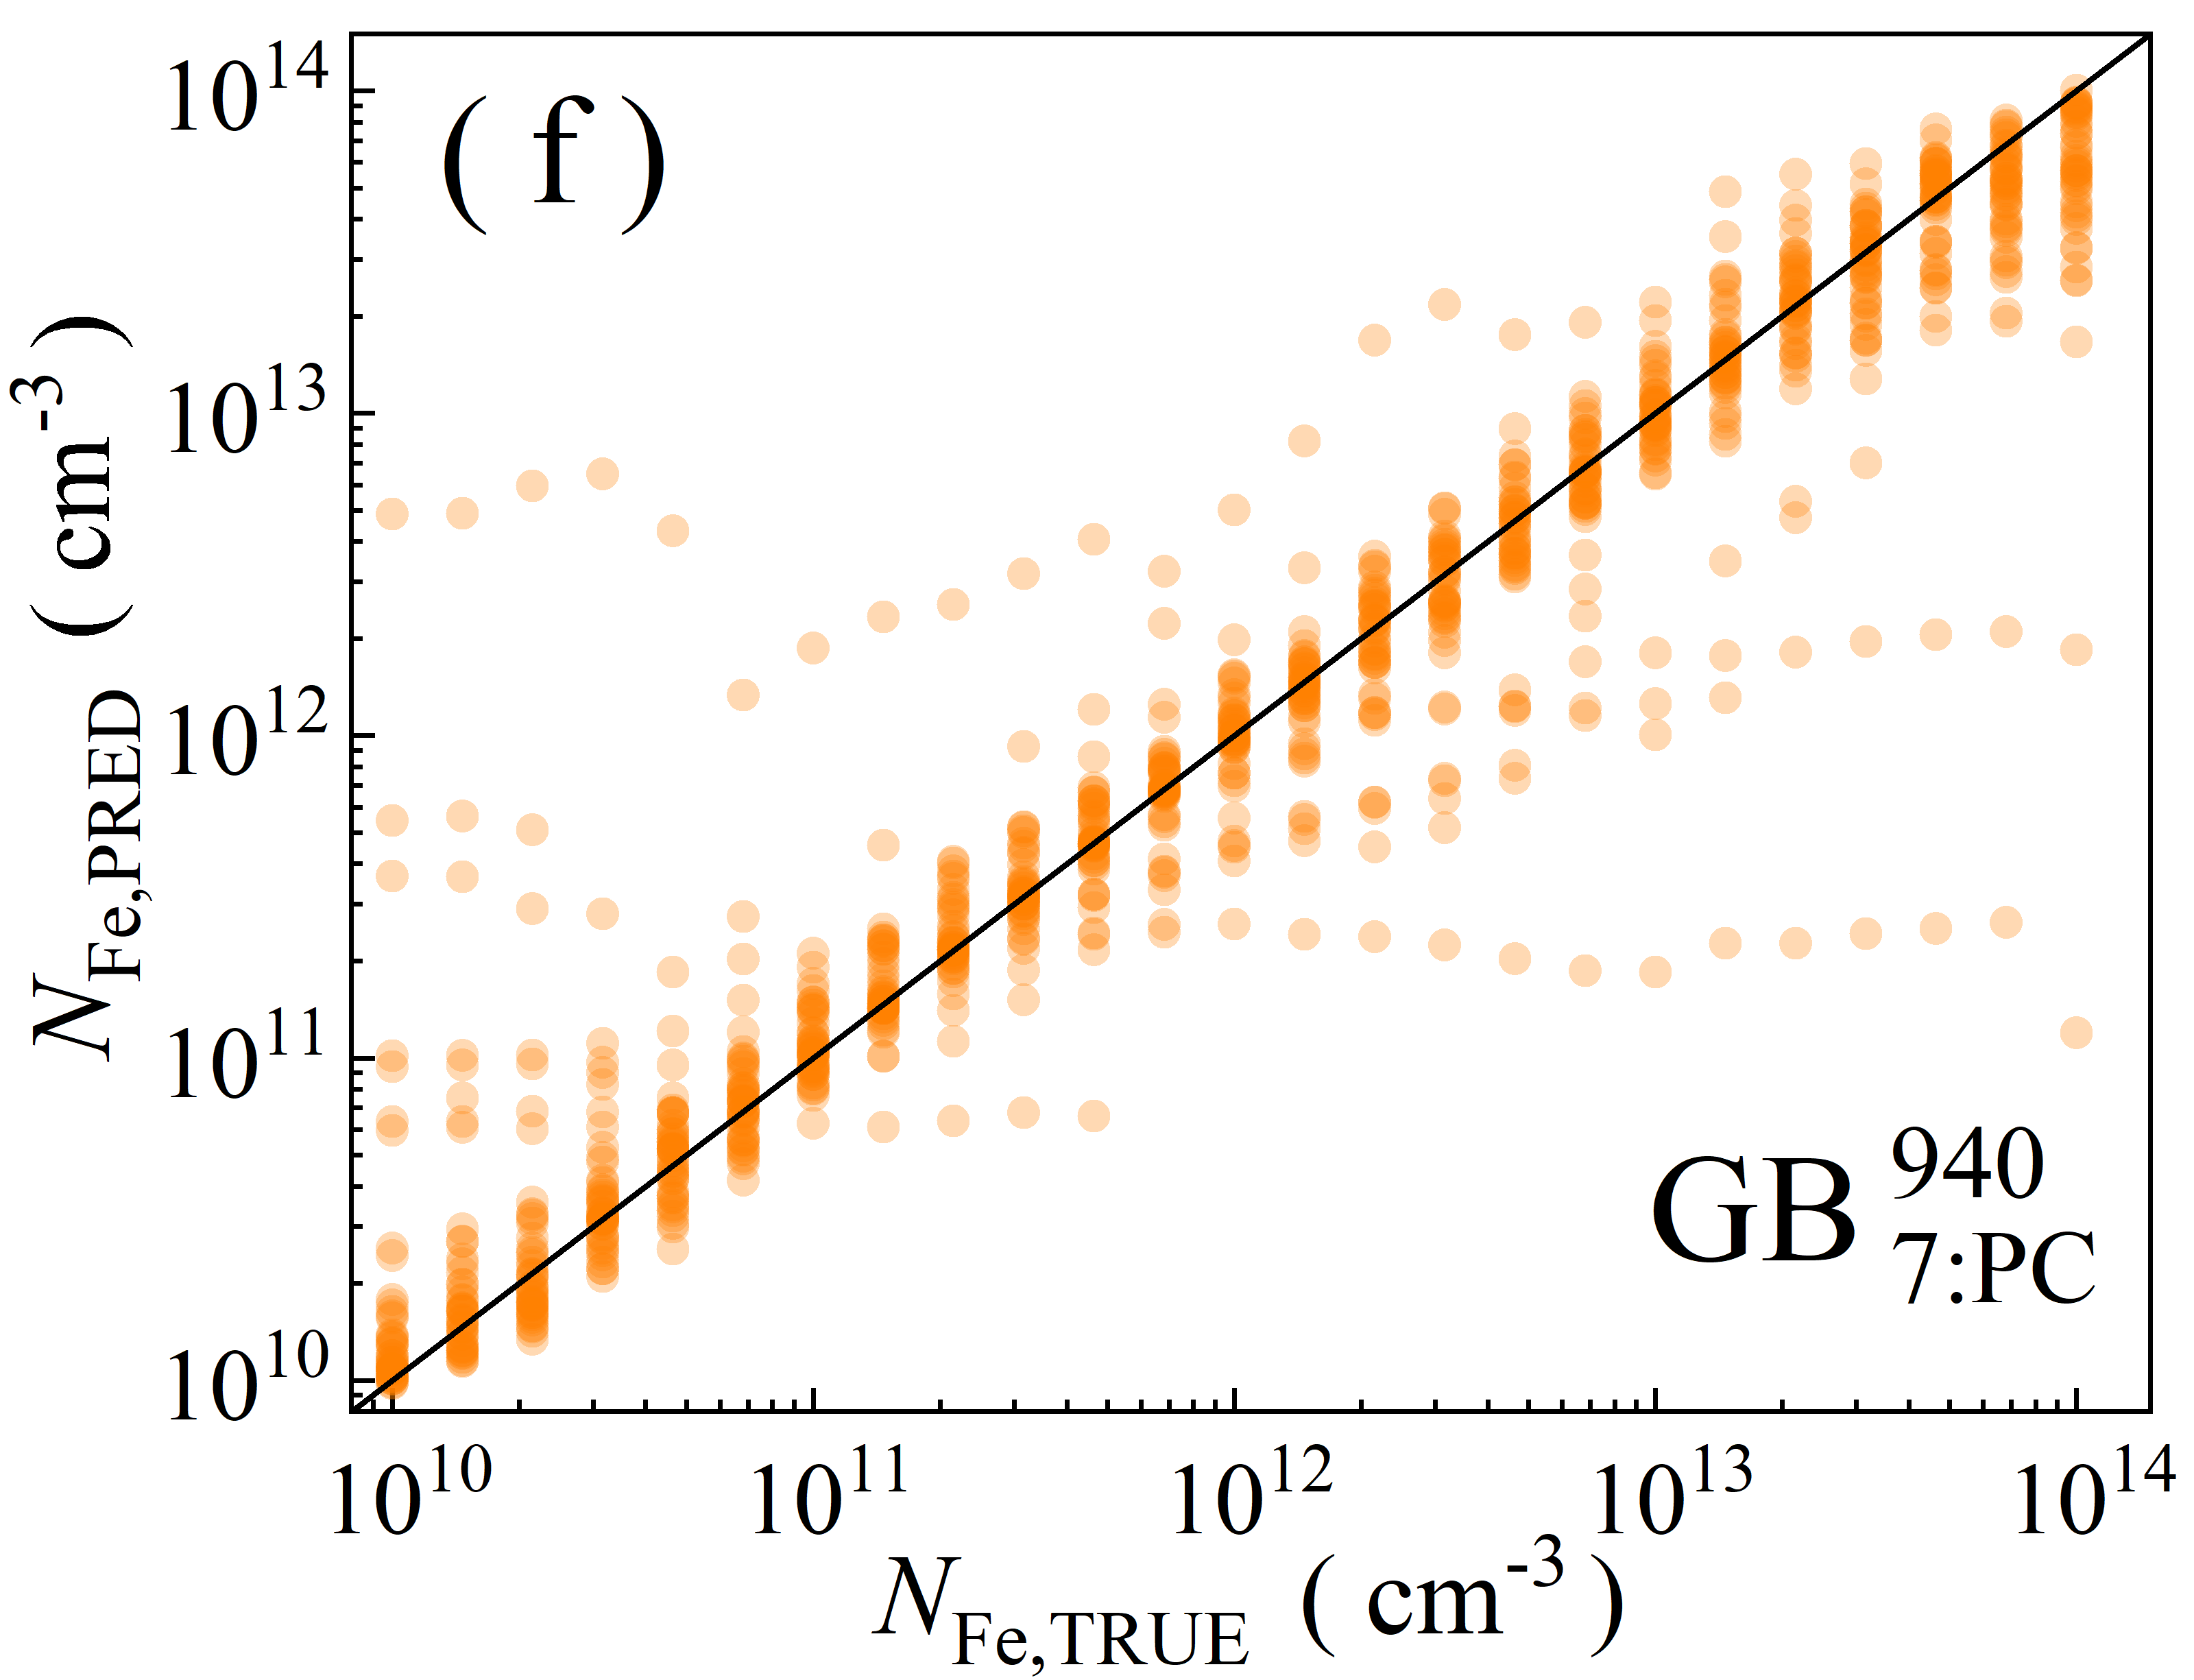 ( f )
10^14
10^13
10^12
10^11
10^10
N_Fe,PRED ( cm^-3 )
GB 940
7:PC
10^10 10^11 10^12 10^13 10^14
N_Fe,TRUE ( cm^-3 )